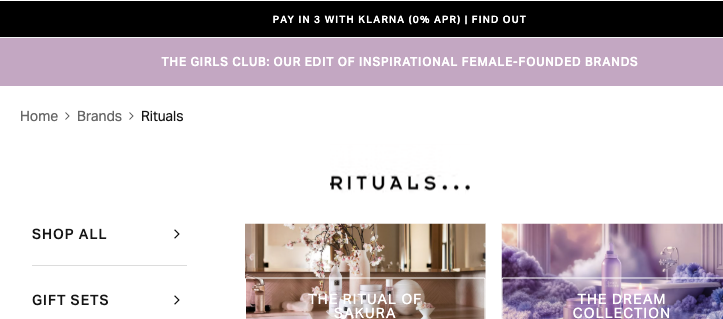 PAY IN 3 WITH KLARNA (0% APR) | FIND OUT
THE GIRLS CLUB: OUR EDIT OF INSPIRATIONAL FEMALE-FOUNDED BRANDS
Home > Brands > Rituals
RITUALS...
SHOP ALL >
GIFT SETS >
THE RITUAL OF
SAKURA
THE DREAM
COLLECTION